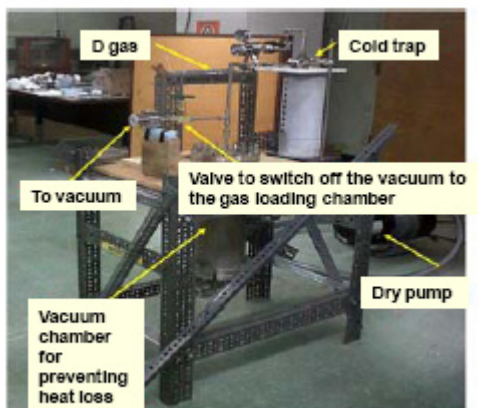 D gas
Cold trap
To vacuum
Valve to switch off the vacuum to
the gas loading chamber
Dry pump
Vacuum
chamber
for
preventing
heat loss